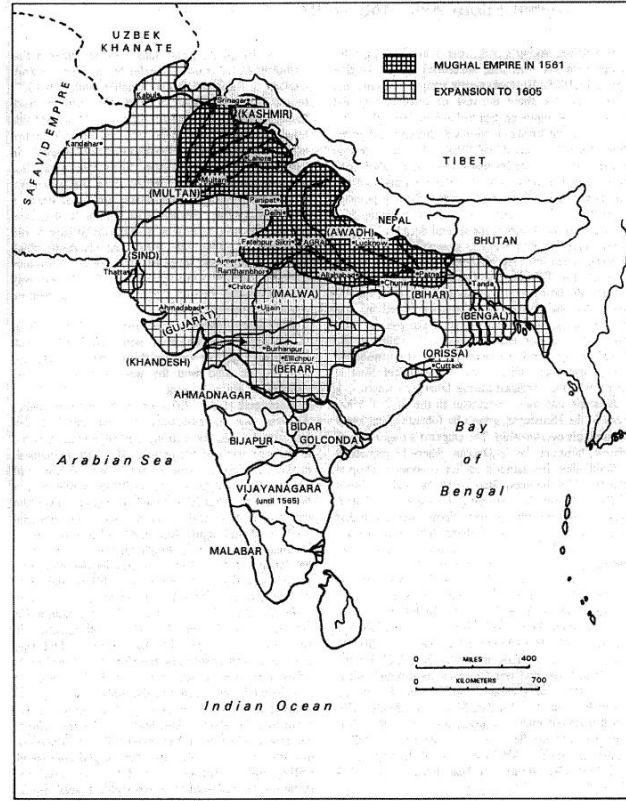 UZBEK
KHANATE
MUGHAL EMPIRE IN 1561
EXPANSION TO 1605
SAFAVID EMPIRE
Kabul
Srinagar
(KASHMIR)
Kandahar
Lahore
Multan
(MULTAN)
TIBET
Panipat
Delhi
NEPAL
(AWADH)
BHUTAN
(SIND)
Fatehpur Sikri
AGRA
Lucknow
Ajmer
Thatta
Ranthambhor
Allahabad
Patna
Chunar
Tanda
Chitor
(BIHAR)
(MALWA)
Ahmadabad
Ujjain
(BENGAL)
(GUJARAT)
(KHANDESH)
Burhanpur
(ORISSA)
Ellichpur
Cuttack
(BERAR)
AHMADNAGAR
BIDAR
Bay
of
Bengal
BIJAPUR
GOLCONDA
Arabian Sea
VIJAYANAGARA
(until 1565)
MALABAR
0 MILES 400
0 KILOMETERS 700
Indian Ocean